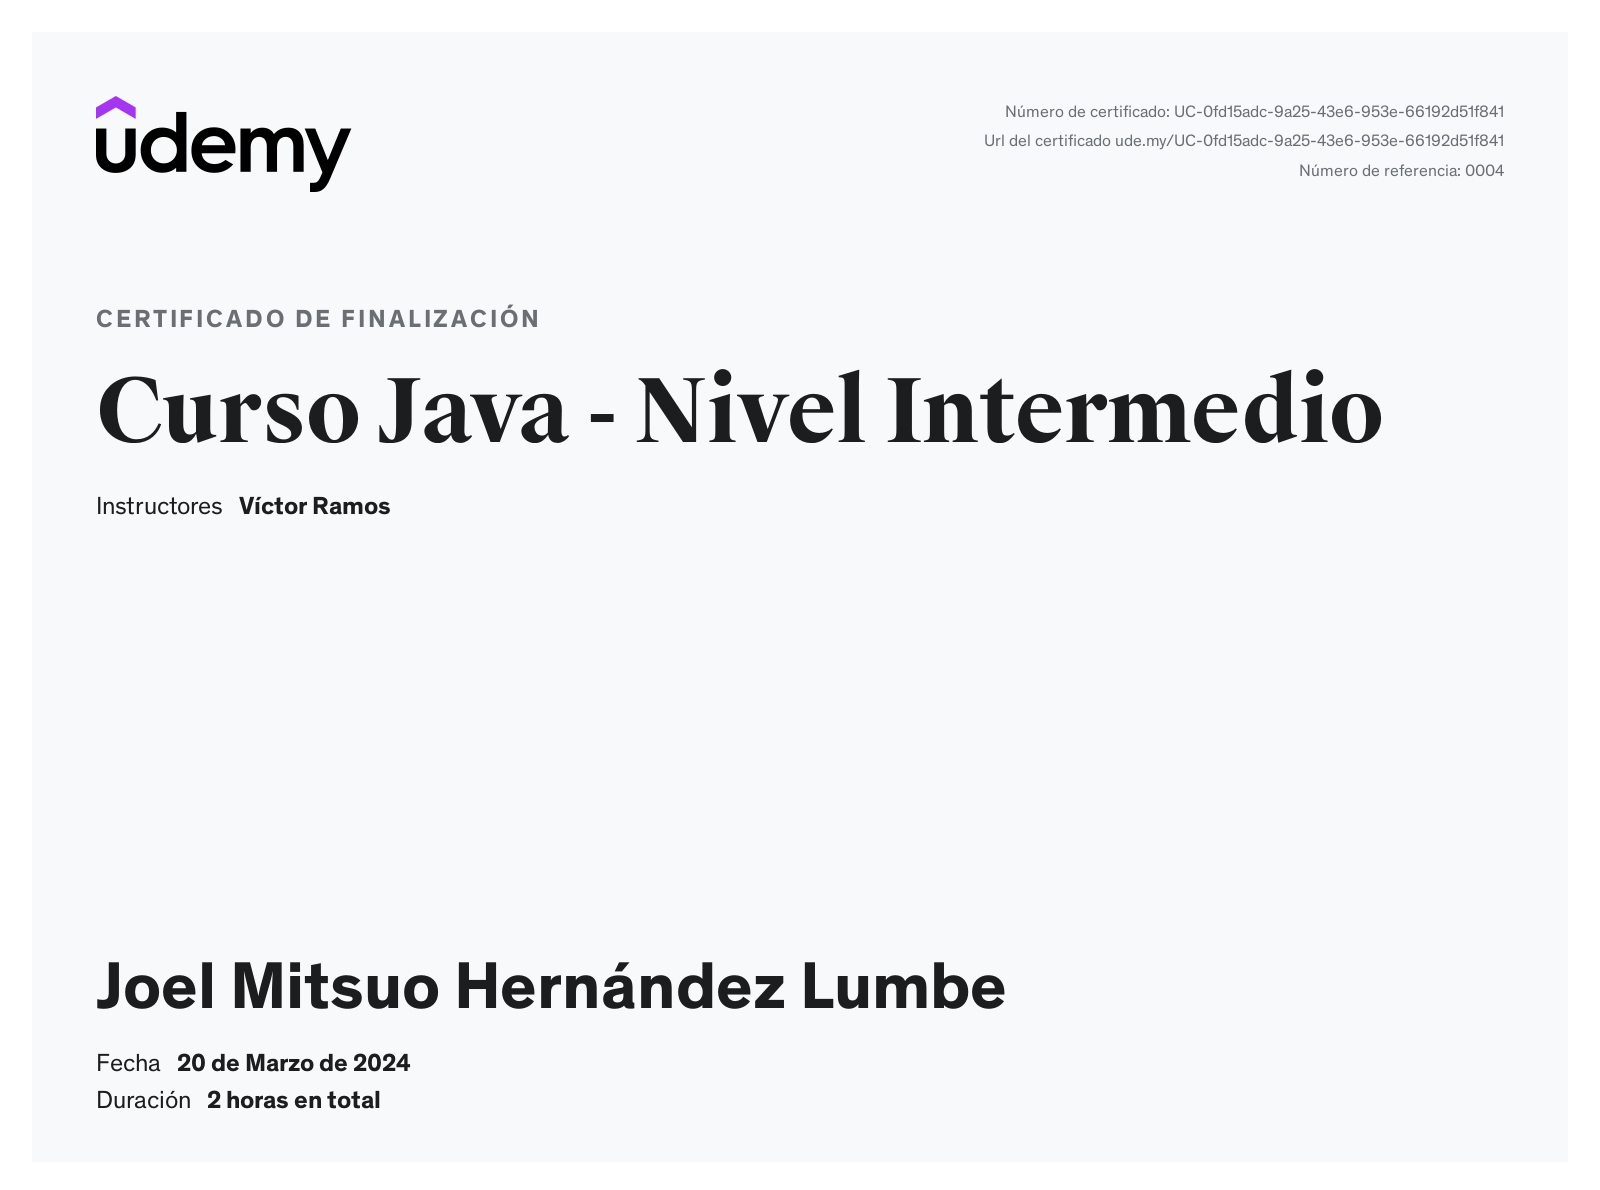 udemy
Número de certificado: UC-0fd15adc-9a25-43e6-953e-66192d51f841
Url del certificado ude.my/UC-0fd15adc-9a25-43e6-953e-66192d51f841
Número de referencia: 0004
CERTIFICADO DE FINALIZACIÓN
Curso Java - Nivel Intermedio
Instructores Víctor Ramos
Joel Mitsuo Hernández Lumbe
Fecha 20 de Marzo de 2024
Duración 2 horas en total